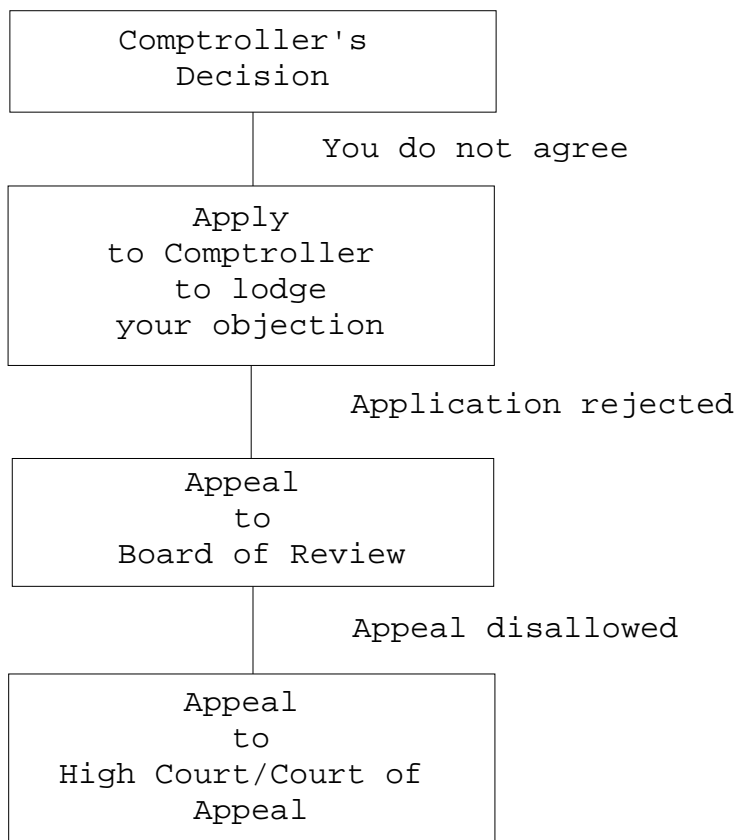 Comptroller's
Decision
You do not agree
Apply
to Comptroller
to lodge
your objection
Application rejected
Appeal
to
Board of Review
Appeal disallowed
Appeal
to
High Court/Court of
Appeal